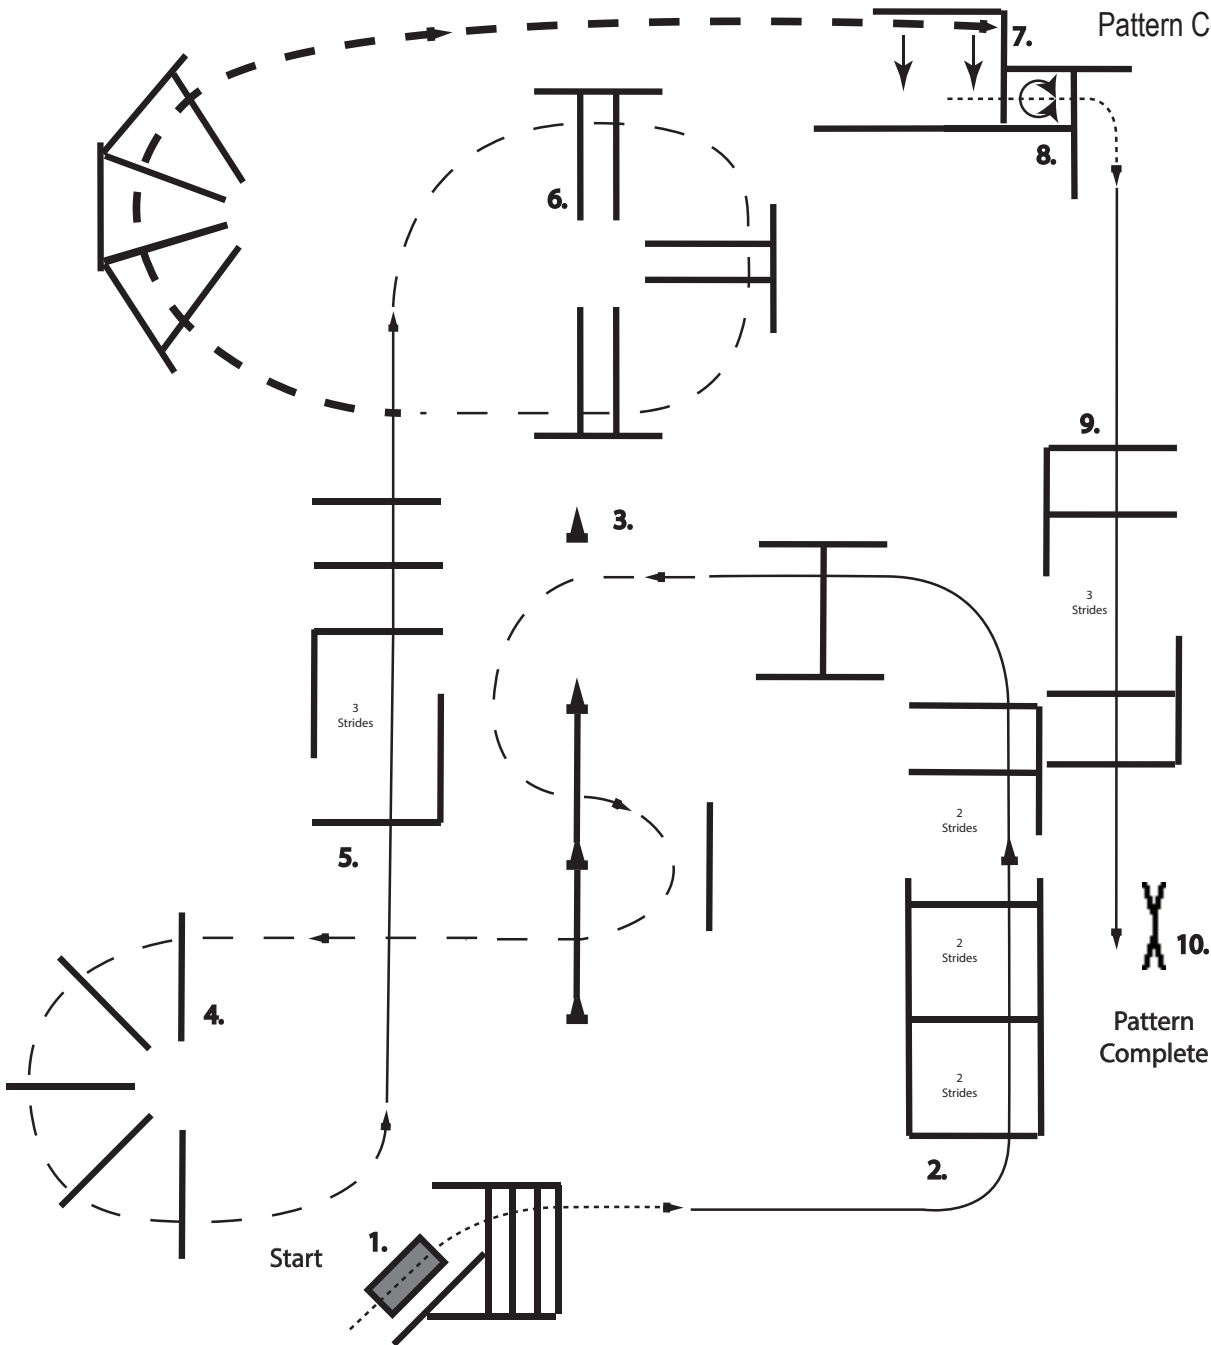 Pattern C
7.
8.
6.
9.
3.
3
Strides
3
Strides
2
Strides
5.
2
Strides
10.
4.
Pattern
Complete
2
Strides
2.
1.
Start